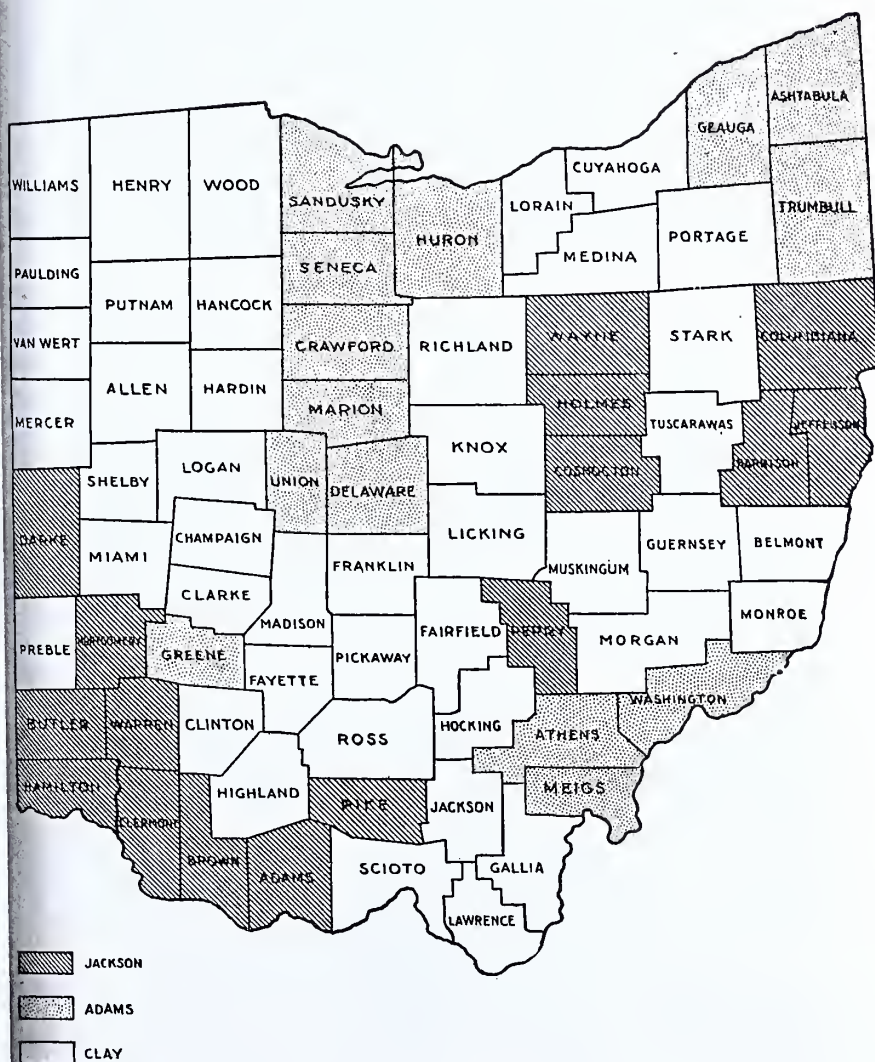 ASHTABULA
GEAUGA
CUYAHOGA
WILLIAMS
HENRY
WOOD
SANDUSKY
LORAIN
TRUMBULL
HURON
PORTAGE
MEDINA
PAULDING
SENECA
PUTNAM
HANCOCK
VAN WERT
CRAWFORD
RICHLAND
WAYNE
STARK
COLUMBIANA
ALLEN
HARDIN
MARION
HOLMES
MERCER
TUSCARAWAS
JEFFERSON
KNOX
LOGAN
HARRISON
SHELBY
UNION
DELAWARE
COSHOCTON
DARKE
CHAMPAIGN
LICKING
GUERNSEY
BELMONT
MIAMI
FRANKLIN
MUSKINGUM
CLARKE
MADISON
MONROE
FAIRFIELD
PERRY
MORGAN
PREBLE
MONTGOMERY
GREENE
PICKAWAY
FAYETTE
WASHINGTON
BUTLER
WARREN
CLINTON
HOCKING
ROSS
ATHENS
HAMILTON
HIGHLAND
MEIGS
PIKE
JACKSON
CLERMONT
BROWN
ADAMS
SCIOTO
GALLIA
LAWRENCE
JACKSON
ADAMS
CLAY